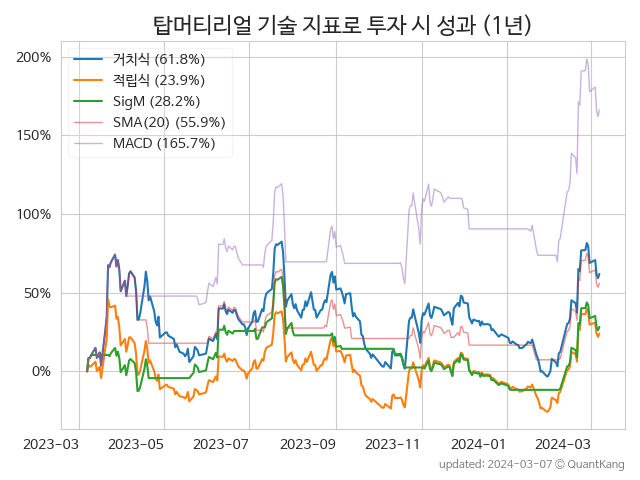 탑머티리얼 기술 지표로 투자 시 성과 (1년)
200%
150%
100%
50%
0%
거치식 (61.8%)
적립식 (23.9%)
SigM (28.2%)
SMA(20) (55.9%)
MACD (165.7%)
2023-03
2023-05
2023-07
2023-09
2023-11
2024-01
2024-03
updated: 2024-03-07 © QuantKang